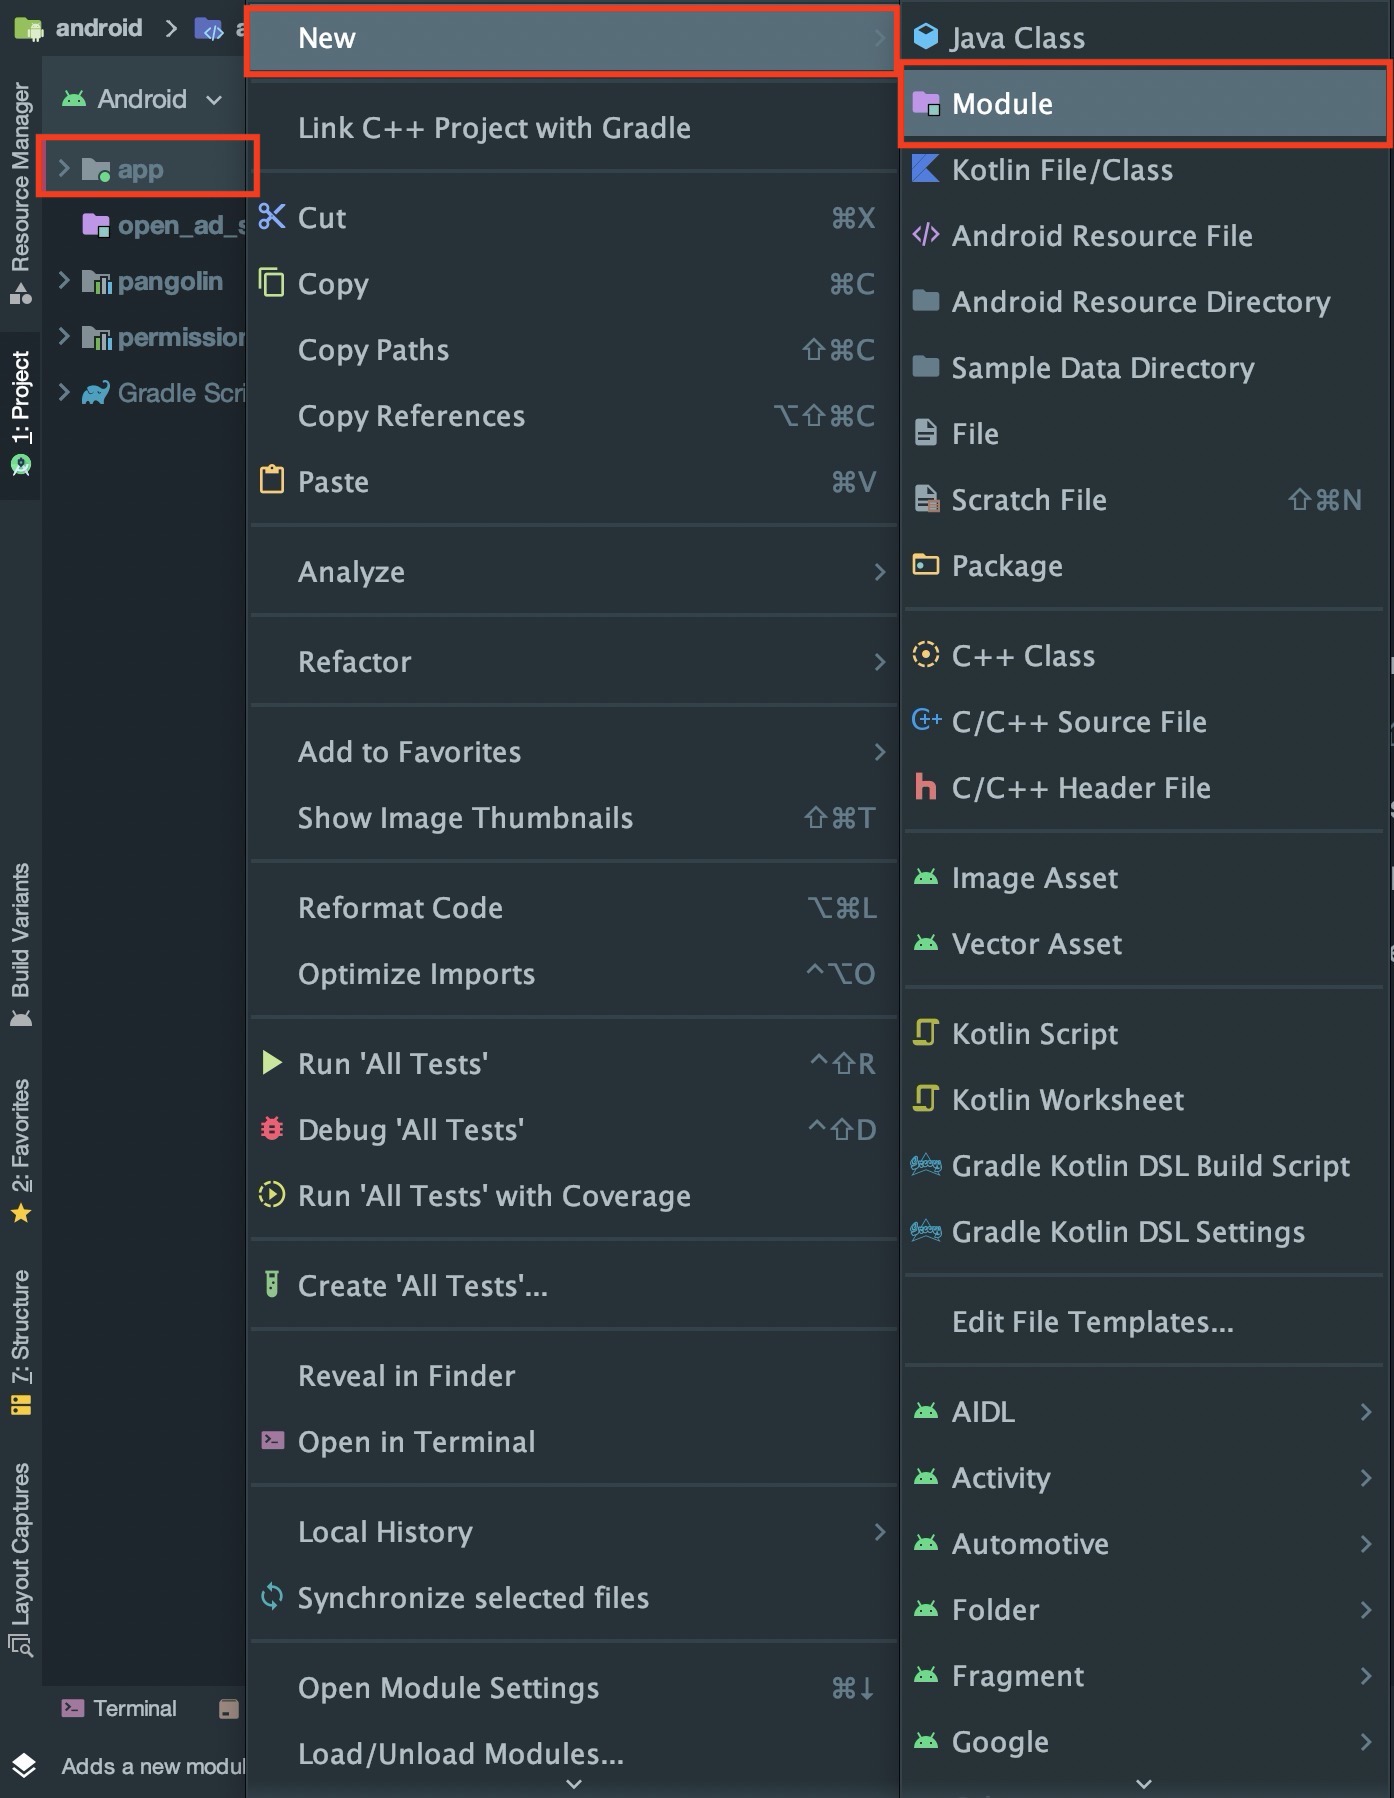 android
Android
app
open_ad_s
pangolin
permission
Gradle Scri
Resource Manager
1: Project
Build Variants
2: Favorites
7: Structure
Layout Captures
Terminal
Adds a new modul
New
Link C++ Project with Gradle
Cut ⌘X
Copy ⌘C
Copy Paths ⇧⌘C
Copy References ⌥⇧⌘C
Paste ⌘V
Analyze
Refactor
Add to Favorites
Show Image Thumbnails ⇧⌘T
Reformat Code ⌥⌘L
Optimize Imports ^⌥O
Run 'All Tests' ^⇧R
Debug 'All Tests' ^⇧D
Run 'All Tests' with Coverage
Create 'All Tests'...
Reveal in Finder
Open in Terminal
Local History
Synchronize selected files
Open Module Settings ⌘↓
Load/Unload Modules...
Java Class
Module
Kotlin File/Class
Android Resource File
Android Resource Directory
Sample Data Directory
File
Scratch File ⇧⌘N
Package
C++ Class
C/C++ Source File
C/C++ Header File
Image Asset
Vector Asset
Kotlin Script
Kotlin Worksheet
Gradle Kotlin DSL Build Script
Gradle Kotlin DSL Settings
Edit File Templates...
AIDL
Activity
Automotive
Folder
Fragment
Google